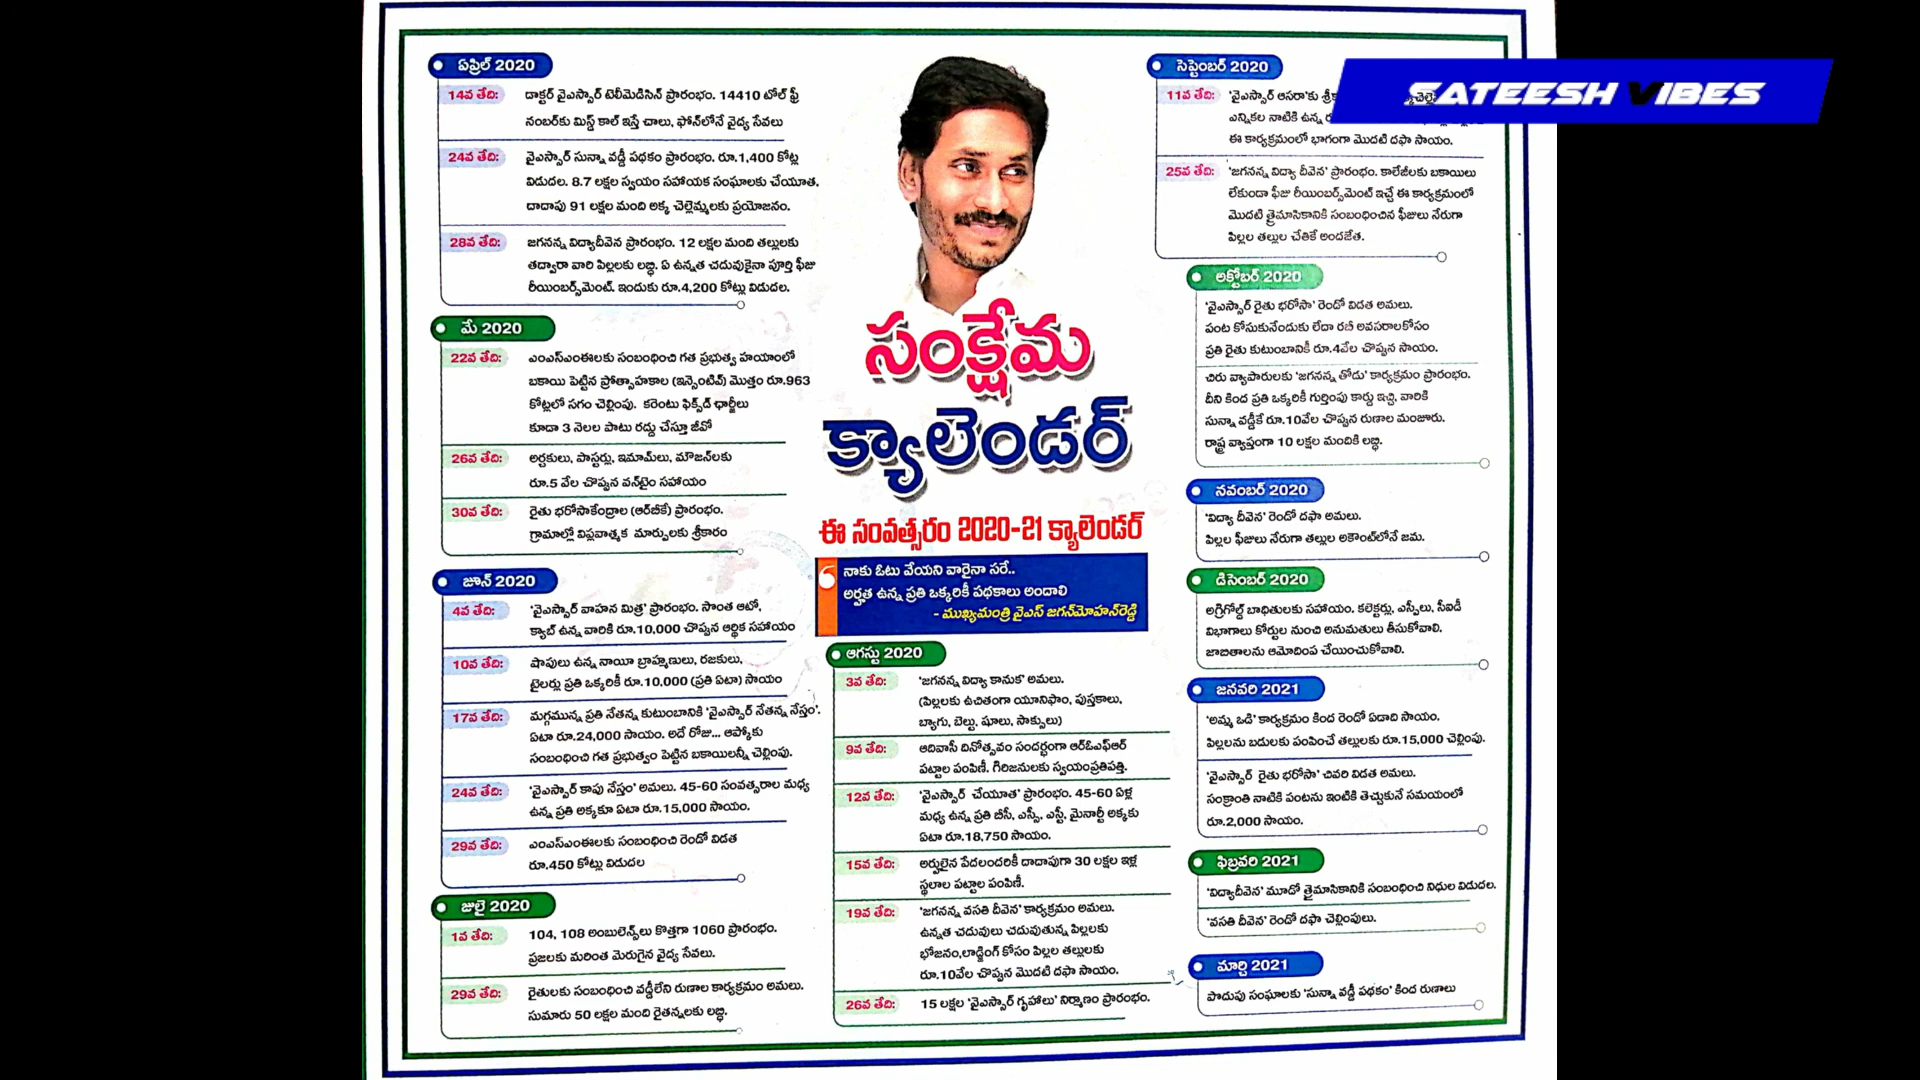 ఏప్రిల్ 2020
14వ తేది:
డాక్టర్ వైఎస్సార్ టెలీమెడిసిన్ ప్రారంభం. 14410 టోల్ ఫ్రీ
నంబర్‌కు మిస్డ్ కాల్ ఇస్తే చాలు, ఫోన్‌లోనే వైద్య సేవలు
24వ తేది:
వైఎస్సార్ సున్నా వడ్డీ పథకం ప్రారంభం. రూ.1,400 కోట్ల
విడుదల. 8.7 లక్షల స్వయం సహాయక సంఘాలకు చేయూత.
దాదాపు 91 లక్షల మంది అక్క చెల్లెమ్మలకు ప్రయోజనం.
28వ తేది:
జగనన్న విద్యాదీవెన ప్రారంభం. 12 లక్షల మంది తల్లులకు
తద్వారా వారి పిల్లలకు లబ్ధి. ఏ ఉన్నత చదువుకైనా పూర్తి ఫీజు
రీయింబర్స్‌మెంట్. ఇందుకు రూ.4,200 కోట్లు విడుదల.
మే 2020
22వ తేది:
ఎంఎస్ఎంఈలకు సంబంధించి గత ప్రభుత్వ హయాంలో
బకాయి పెట్టిన ప్రోత్సాహకాల (ఇన్సెంటివ్) మొత్తం రూ.963
కోట్లలో సగం చెల్లింపు. కరెంటు ఫిక్స్‌డ్ ఛార్జీలు
కూడా 3 నెలల పాటు రద్దు చేస్తూ జీవో
26వ తేది:
అర్చకులు, పాస్టర్లు, ఇమామ్‌లు, మౌజన్‌లకు
రూ.5 వేల చొప్పున వన్‌టైం సహాయం
30వ తేది:
రైతు భరోసాకేంద్రాల (ఆర్‌బీకే) ప్రారంభం.
గ్రామాల్లో విప్లవాత్మక మార్పులకు శ్రీకారం
జూన్ 2020
4వ తేది:
‘వైఎస్సార్ వాహన మిత్ర’ ప్రారంభం. సొంత ఆటో,
క్యాబ్ ఉన్న వారికి రూ.10,000 చొప్పున ఆర్థిక సహాయం
10వ తేది:
షాపులు ఉన్న నాయీ బ్రాహ్మణులు, రజకులు,
టైలర్లు ప్రతి ఒక్కరికీ రూ.10,000 (ప్రతి ఏటా) సాయం
17వ తేది:
మగ్గమున్న ప్రతి నేతన్న కుటుంబానికి ‘వైఎస్సార్ నేతన్న నేస్తం’.
ఏటా రూ.24,000 సాయం. అదే రోజు... ఆప్కోకు
సంబంధించి గత ప్రభుత్వం పెట్టిన బకాయిలన్నీ చెల్లింపు.
24వ తేది:
‘వైఎస్సార్ కాపు నేస్తం’ అమలు. 45-60 సంవత్సరాల మధ్య
ఉన్న ప్రతి అక్కకూ ఏటా రూ.15,000 సాయం.
29వ తేది:
ఎంఎస్ఎంఈలకు సంబంధించి రెండో విడత
రూ.450 కోట్లు విడుదల
జులై 2020
1వ తేది:
104, 108 అంబులెన్స్‌లు కొత్తగా 1060 ప్రారంభం.
ప్రజలకు మరింత మెరుగైన వైద్య సేవలు.
29వ తేది:
రైతులకు సంబంధించి వడ్డీలేని రుణాల కార్యక్రమం అమలు.
సుమారు 50 లక్షల మంది రైతన్నలకు లబ్ధి.
సంక్షేమ
క్యాలెండర్
ఈ సంవత్సరం 2020-21 క్యాలెండర్
నాకు ఓటు వేయని వారైనా సరే..
అర్హత ఉన్న ప్రతి ఒక్కరికీ పథకాలు అందాలి
- ముఖ్యమంత్రి వైఎస్ జగన్‌మోహన్‌రెడ్డి
ఆగస్టు 2020
3వ తేది:
‘జగనన్న విద్యా కానుక’ అమలు.
(పిల్లలకు ఉచితంగా యూనిఫాం, పుస్తకాలు,
బ్యాగు, బెల్టు, షూలు, సాక్సులు)
9వ తేది:
ఆదివాసీ దినోత్సవం సందర్భంగా ఆర్‌ఓఎఫ్‌ఆర్
పట్టాల పంపిణీ. గిరిజనులకు స్వయంప్రతిపత్తి.
12వ తేది:
‘వైఎస్సార్ చేయూత’ ప్రారంభం. 45-60 ఏళ్ల
మధ్య ఉన్న ప్రతి బీసీ, ఎస్సీ, ఎస్టీ, మైనార్టీ అక్కకు
ఏటా రూ.18,750 సాయం.
15వ తేది:
అర్హులైన పేదలందరికీ దాదాపుగా 30 లక్షల ఇళ్ల
స్థలాల పట్టాల పంపిణీ.
19వ తేది:
‘జగనన్న వసతి దీవెన’ కార్యక్రమం అమలు.
ఉన్నత చదువులు చదువుతున్న పిల్లలకు
భోజనం,లాడ్జింగ్ కోసం పిల్లల తల్లులకు
రూ.10వేల చొప్పున మొదటి దఫా సాయం.
26వ తేది:
15 లక్షల ‘వైఎస్సార్ గృహాలు’ నిర్మాణం ప్రారంభం.
సెప్టెంబర్ 2020
SATEESH VIBES
11వ తేది:
‘వైఎస్సార్ ఆసరా’కు
ఎన్నికల నాటికి ఉన్న
ఈ కార్యక్రమంలో భాగంగా మొదటి దఫా సాయం.
25వ తేది:
‘జగనన్న విద్యా దీవెన’ ప్రారంభం. కాలేజీలకు బకాయిలు
లేకుండా ఫీజు రీయింబర్స్‌మెంట్ ఇచ్చే ఈ కార్యక్రమంలో
మొదటి త్రైమాసికానికి సంబంధించిన ఫీజులు నేరుగా
పిల్లల తల్లుల చేతికే అందజేత.
అక్టోబర్ 2020
‘వైఎస్సార్ రైతు భరోసా’ రెండో విడత అమలు.
పంట కోసుకునేందుకు లేదా రబీ అవసరాలకోసం
ప్రతి రైతు కుటుంబానికీ రూ.4వేల చొప్పున సాయం.
చిరు వ్యాపారులకు ‘జగనన్న తోడు’ కార్యక్రమం ప్రారంభం.
దీని కింద ప్రతి ఒక్కరికీ గుర్తింపు కార్డు ఇచ్చి, వారికి
సున్నా వడ్డీకే రూ.10వేల చొప్పున రుణాల మంజూరు.
రాష్ట్ర వ్యాప్తంగా 10 లక్షల మందికి లబ్ధి.
నవంబర్ 2020
‘విద్యా దీవెన’ రెండో దఫా అమలు.
పిల్లల ఫీజులు నేరుగా తల్లుల అకౌంట్‌లోనే జమ.
డిసెంబర్ 2020
అగ్రిగోల్డ్ బాధితులకు సహాయం. కలెక్టర్లు, ఎస్పీలు, సీఐడీ
విభాగాలు కోర్టుల నుంచి అనుమతులు తీసుకోవాలి.
జాబితాలను ఆమోదింప చేయించుకోవాలి.
జనవరి 2021
‘అమ్మ ఒడి’ కార్యక్రమం కింద రెండో ఏడాది సాయం.
పిల్లలను బడులకు పంపించే తల్లులకు రూ.15,000 చెల్లింపు.
‘వైఎస్సార్ రైతు భరోసా’ చివరి విడత అమలు.
సంక్రాంతి నాటికి పంటను ఇంటికి తెచ్చుకునే సమయంలో
రూ.2,000 సాయం.
ఫిబ్రవరి 2021
‘విద్యాదీవెన’ మూడో త్రైమాసికానికి సంబంధించి నిధుల విడుదల.
‘వసతి దీవెన’ రెండో దఫా చెల్లింపులు.
మార్చి 2021
పొదుపు సంఘాలకు ‘సున్నా వడ్డీ పథకం’ కింద రుణాలు